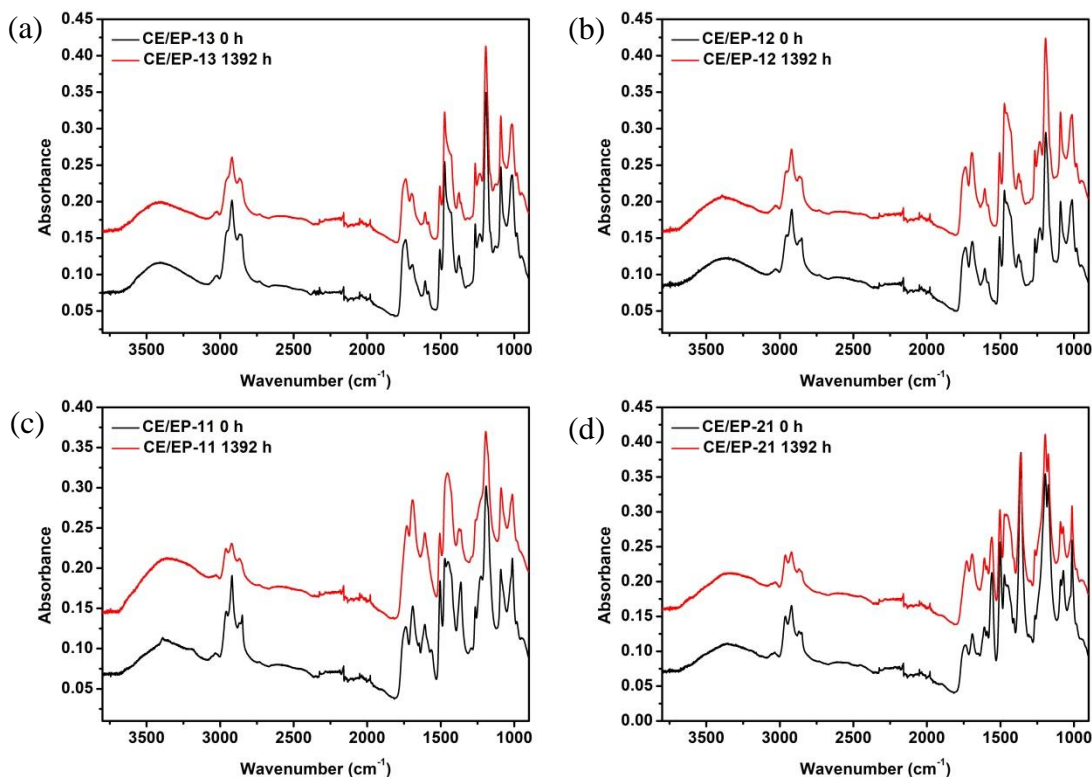 (a)
CE/EP-13 0 h
CE/EP-13 1392 h
0.45
0.40
0.35
0.30
0.25
0.20
0.15
0.10
0.05
Absorbance
3500 3000 2500 2000 1500 1000
Wavenumber (cm⁻¹)
(b)
CE/EP-12 0 h
CE/EP-12 1392 h
0.45
0.40
0.35
0.30
0.25
0.20
0.15
0.10
0.05
Absorbance
3500 3000 2500 2000 1500 1000
Wavenumber (cm⁻¹)
(c)
CE/EP-11 0 h
CE/EP-11 1392 h
0.40
0.35
0.30
0.25
0.20
0.15
0.10
0.05
Absorbance
3500 3000 2500 2000 1500 1000
Wavenumber (cm⁻¹)
(d)
CE/EP-21 0 h
CE/EP-21 1392 h
0.45
0.40
0.35
0.30
0.25
0.20
0.15
0.10
0.05
0.00
Absorbance
3500 3000 2500 2000 1500 1000
Wavenumber (cm⁻¹)